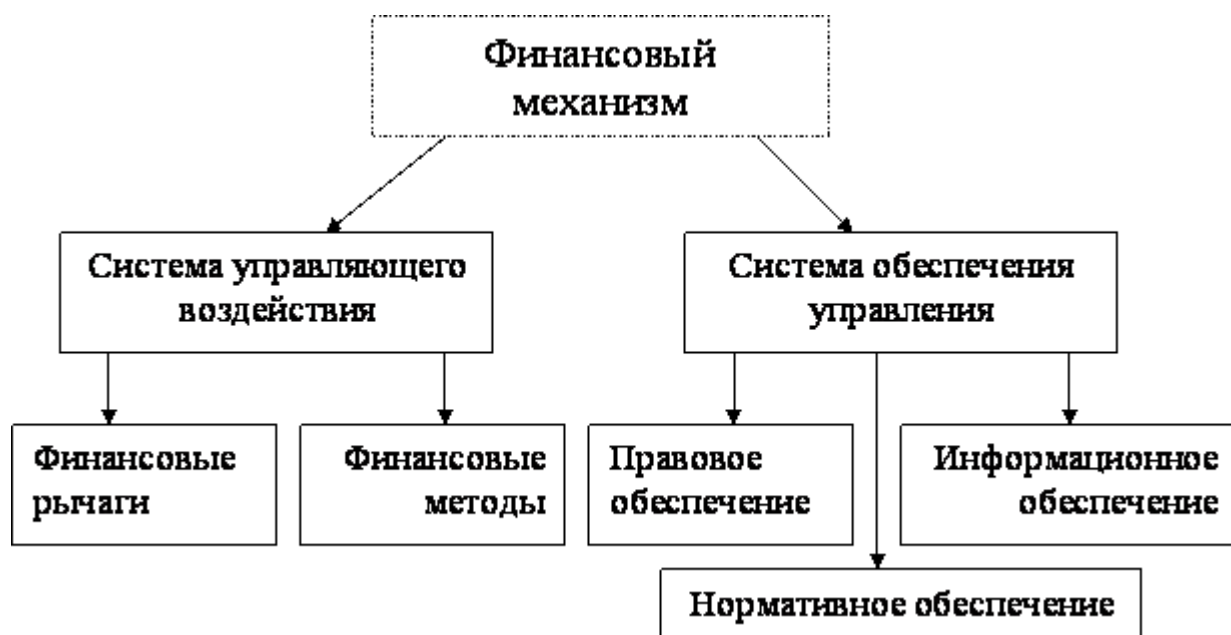 Финансовый
механизм
Система управляющего
воздействия
Система обеспечения
управления
Финансовые
рычаги
Финансовые
методы
Правовое
обеспечение
Информационное
обеспечение
Нормативное обеспечение